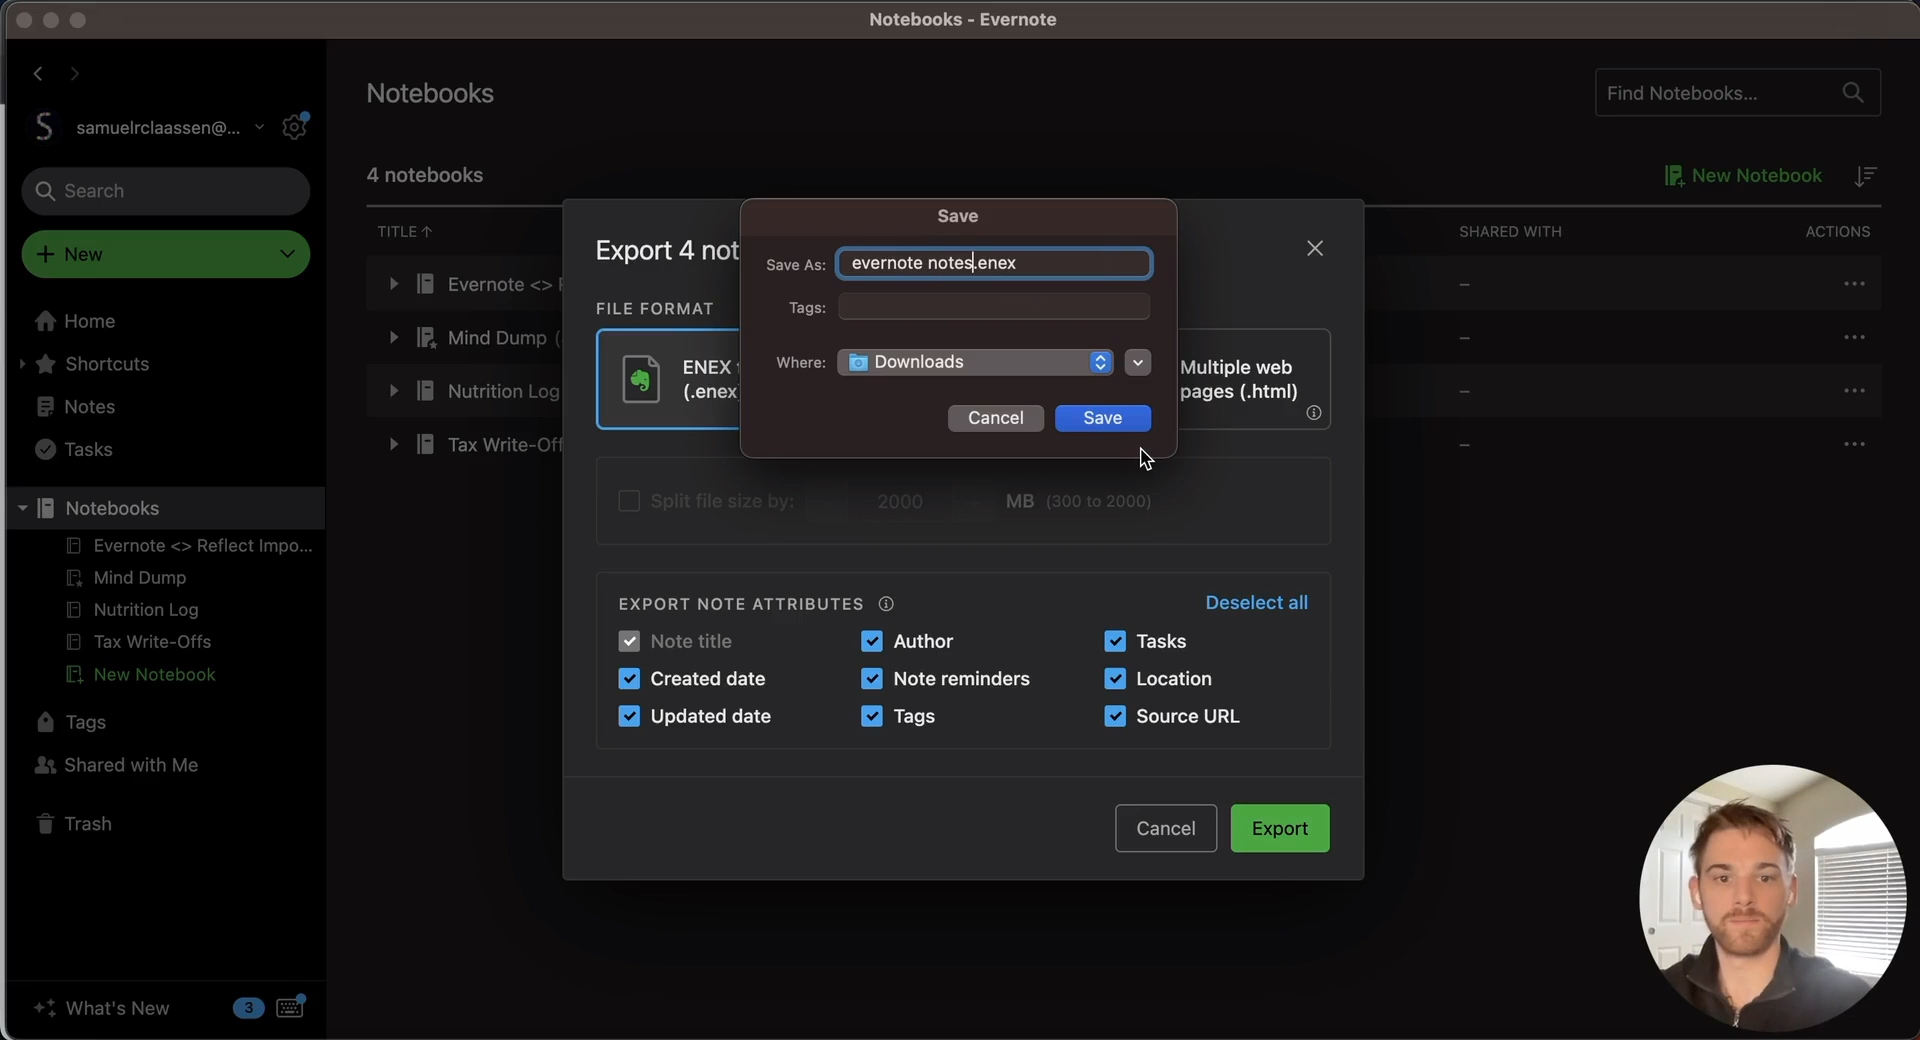 Notebooks - Evernote
S
samuelrclaassen@...
Search
New
Home
Shortcuts
Notes
Tasks
Notebooks
Evernote <> Reflect Impo...
Mind Dump
Nutrition Log
Tax Write-Offs
New Notebook
Tags
Shared with Me
Trash
What's New
3
Notebooks
Find Notebooks...
4 notebooks
New Notebook
TITLE
SHARED WITH
ACTIONS
Evernote <>
Mind Dump (
Nutrition Log
Tax Write-Off
Export 4 not
FILE FORMAT
ENEX
(.enex
Multiple web
pages (.html)
Save
Save As: evernote notes.enex
Tags:
Where: Downloads
Cancel
Save
Split file size by: 2000 MB (300 to 2000)
EXPORT NOTE ATTRIBUTES
Deselect all
Note title Author Tasks
Created date Note reminders Location
Updated date Tags Source URL
Cancel
Export